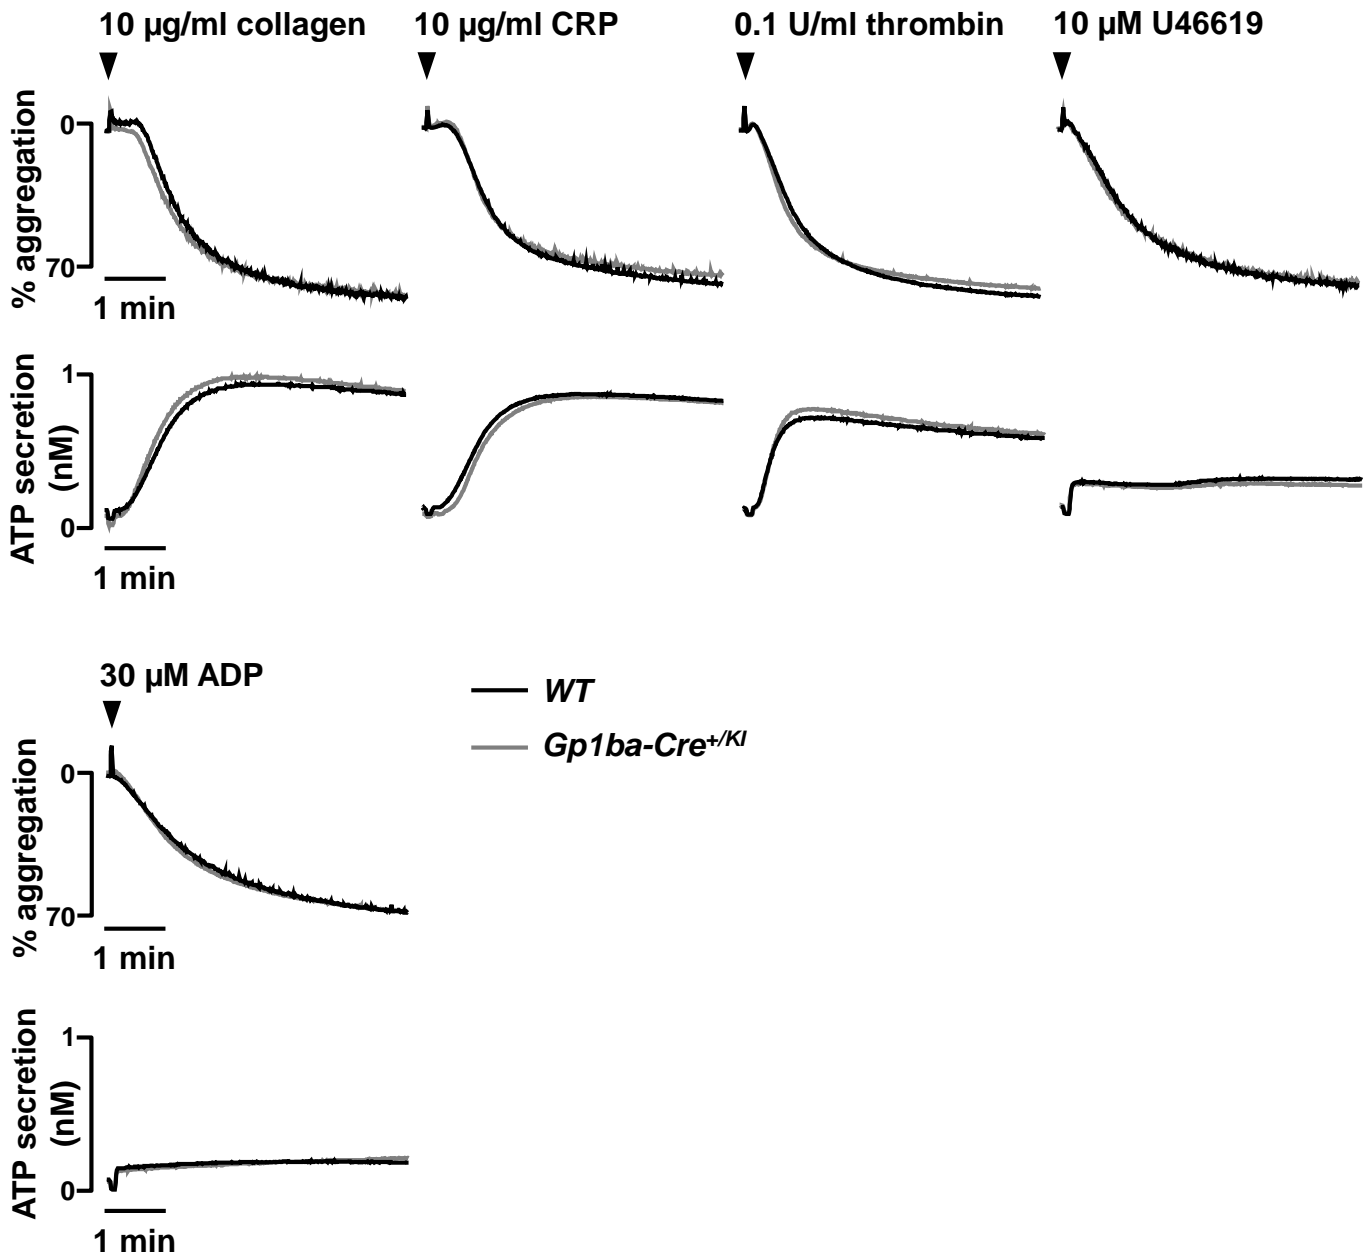 10 µg/ml collagen
10 µg/ml CRP
0.1 U/ml thrombin
10 µM U46619
% aggregation
0
70
1 min
ATP secretion
(nM)
1
0
1 min
30 µM ADP
WT
Gp1ba-Cre+/KI
% aggregation
0
70
1 min
ATP secretion
(nM)
1
0
1 min